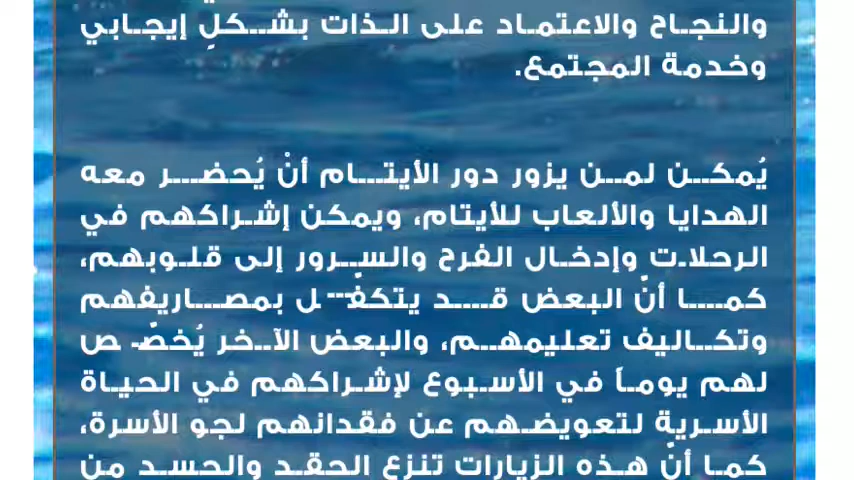 والنجاح والاعتماد على الذات بشكلٍ إيجابي
وخدمة المجتمع.
يُمكن لمن يزور دور الأيتام أنْ يُحضر معه
الهدايا والألعاب للأيتام، ويمكن إشراكهم في
الرحلات وإدخال الفرح والسرور إلى قلوبهم،
كما أنّ البعض قد يتكفّل بمصاريفهم
وتكاليف تعليمهم، والبعض الآخر يُخصّص
لهم يوماً في الأسبوع لإشراكهم في الحياة
الأسرية لتعويضهم عن فقدانهم لجو الأسرة،
كما أنّ هذه الزيارات تنزع الحقد والحسد من